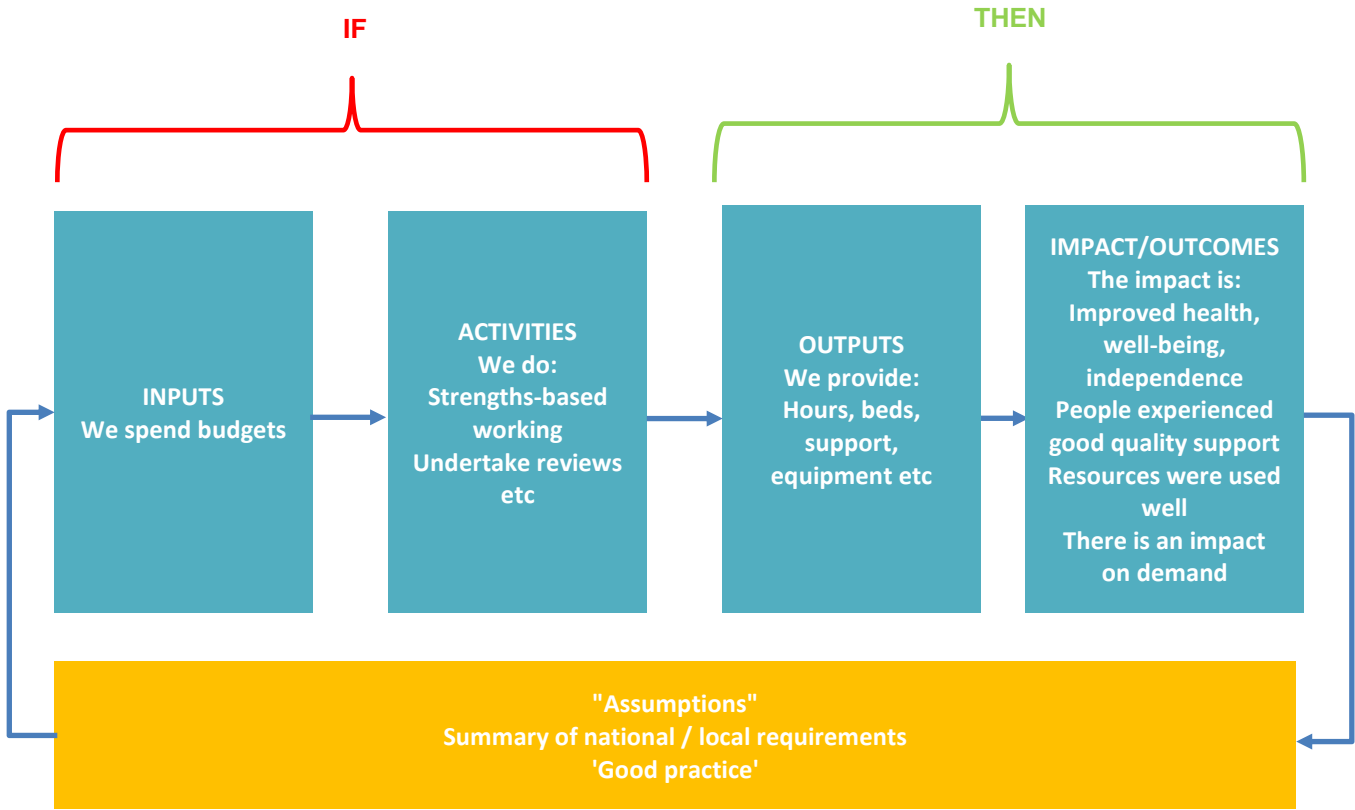 IF
THEN
INPUTS
We spend budgets
ACTIVITIES
We do:
Strengths-based
working
Undertake reviews
etc
OUTPUTS
We provide:
Hours, beds,
support,
equipment etc
IMPACT/OUTCOMES
The impact is:
Improved health,
well-being,
independence
People experienced
good quality support
Resources were used
well
There is an impact
on demand
"Assumptions"
Summary of national / local requirements
'Good practice'